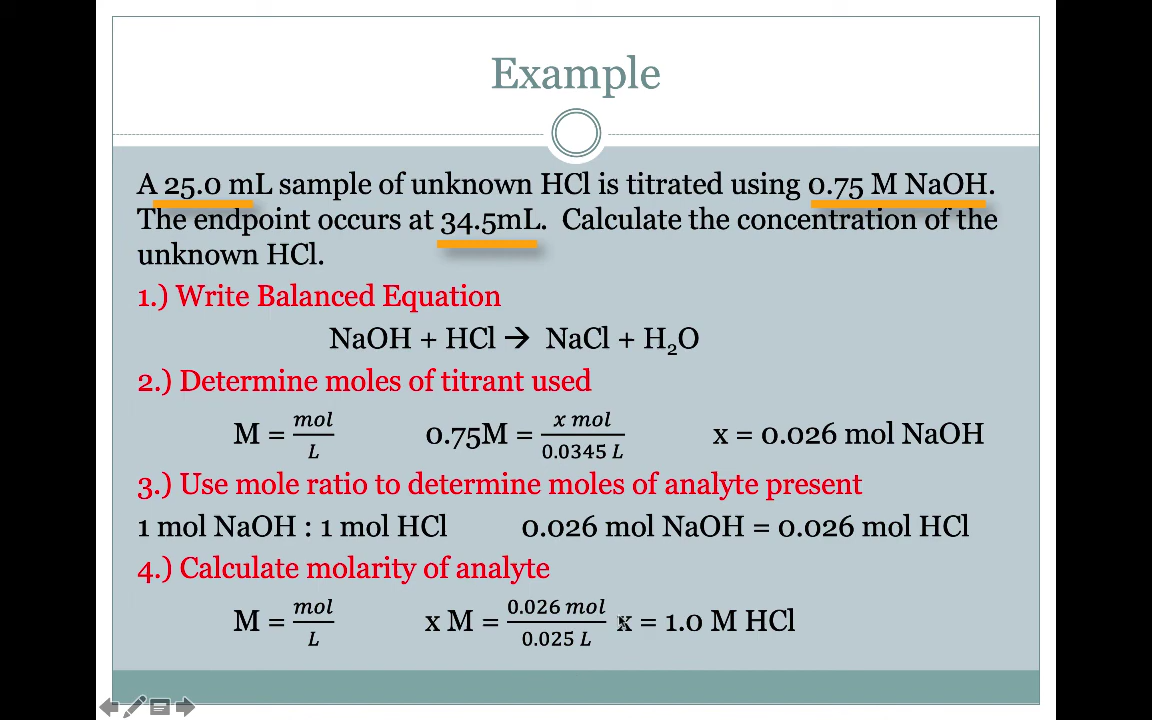 Example
A 25.0 mL sample of unknown HCl is titrated using 0.75 M NaOH.
The endpoint occurs at 34.5mL.  Calculate the concentration of the
unknown HCl.
1.) Write Balanced Equation
NaOH + HCl → NaCl + H₂O
2.) Determine moles of titrant used
M = mol/L   0.75M = x mol/0.0345 L   x = 0.026 mol NaOH
3.) Use mole ratio to determine moles of analyte present
1 mol NaOH : 1 mol HCl   0.026 mol NaOH = 0.026 mol HCl
4.) Calculate molarity of analyte
M = mol/L   x M = 0.026 mol/0.025 L   x = 1.0 M HCl